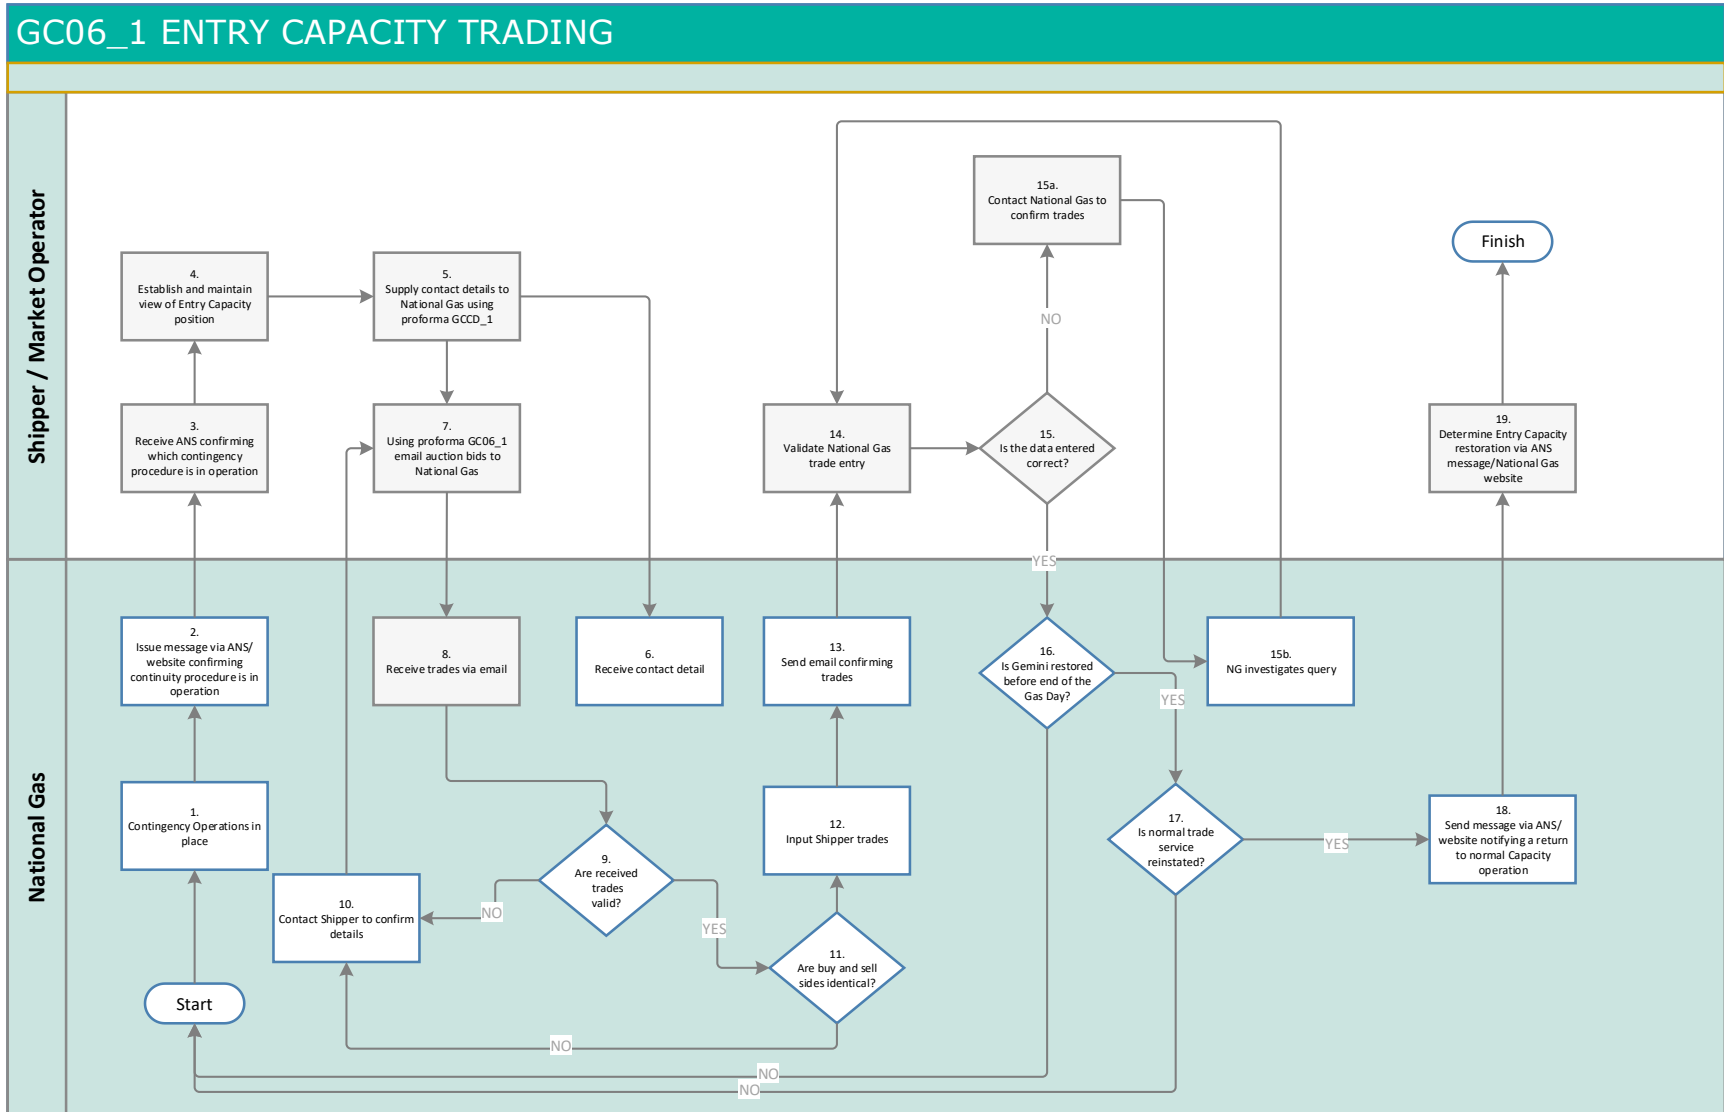 GC06_1 ENTRY CAPACITY TRADING
Shipper / Market Operator
15a.
Contact National Gas to
confirm trades
Finish
4.
Establish and maintain
view of Entry Capacity
position
5.
Supply contact details to
National Gas using
proforma GCCD_1
NO
3.
Receive ANS confirming
which contingency
procedure is in operation
7.
Using proforma GC06_1
email auction bids to
National Gas
14.
Validate National Gas
trade entry
15.
Is the data entered
correct?
19.
Determine Entry Capacity
restoration via ANS
message/National Gas
website
YES
National Gas
2.
Issue message via ANS/
website confirming
continuity procedure is in
operation
8.
Receive trades via email
6.
Receive contact detail
13.
Send email confirming
trades
16.
Is Gemini restored
before end of the
Gas Day?
15b.
NG investigates query
YES
1.
Contingency Operations in
place
12.
Input Shipper trades
17.
Is normal trade
service
reinstated?
YES
18.
Send message via ANS/
website notifying a return
to normal Capacity
operation
10.
Contact Shipper to confirm
details
NO
9.
Are received
trades
valid?
YES
11.
Are buy and sell
sides identical?
Start
NO
NO
NO